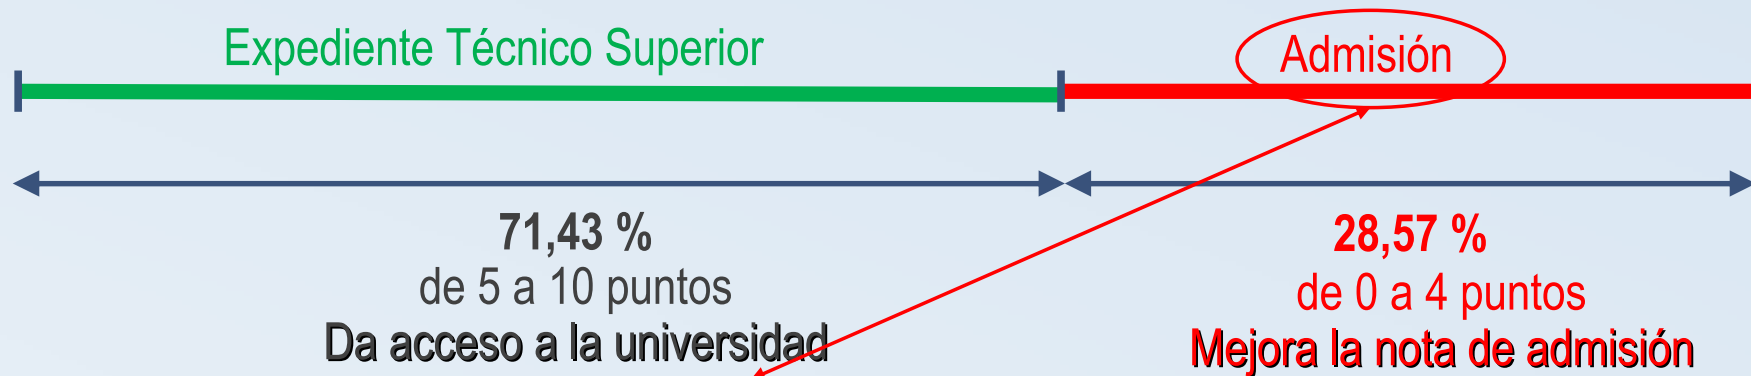 Expediente Técnico Superior
Admisión
71,43 %
de 5 a 10 puntos
Da acceso a la universidad
28,57 %
de 0 a 4 puntos
Mejora la nota de admisión